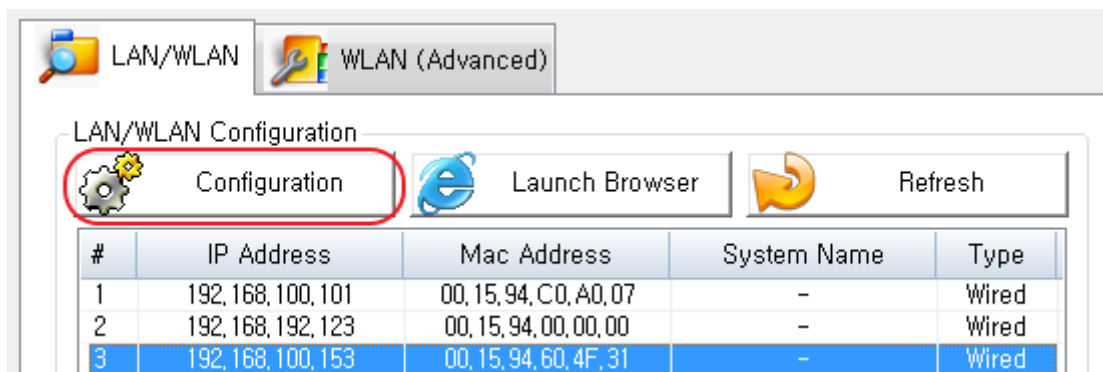 LAN/WLAN WLAN (Advanced)
LAN/WLAN Configuration
Configuration Launch Browser Refresh
# IP Address Mac Address System Name Type
1 192,168,100,101 00,15,94,C0,A0,07 - Wired
2 192,168,192,123 00,15,94,00,00,00 - Wired
3 192,168,100,153 00,15,94,60,4F,31 - Wired